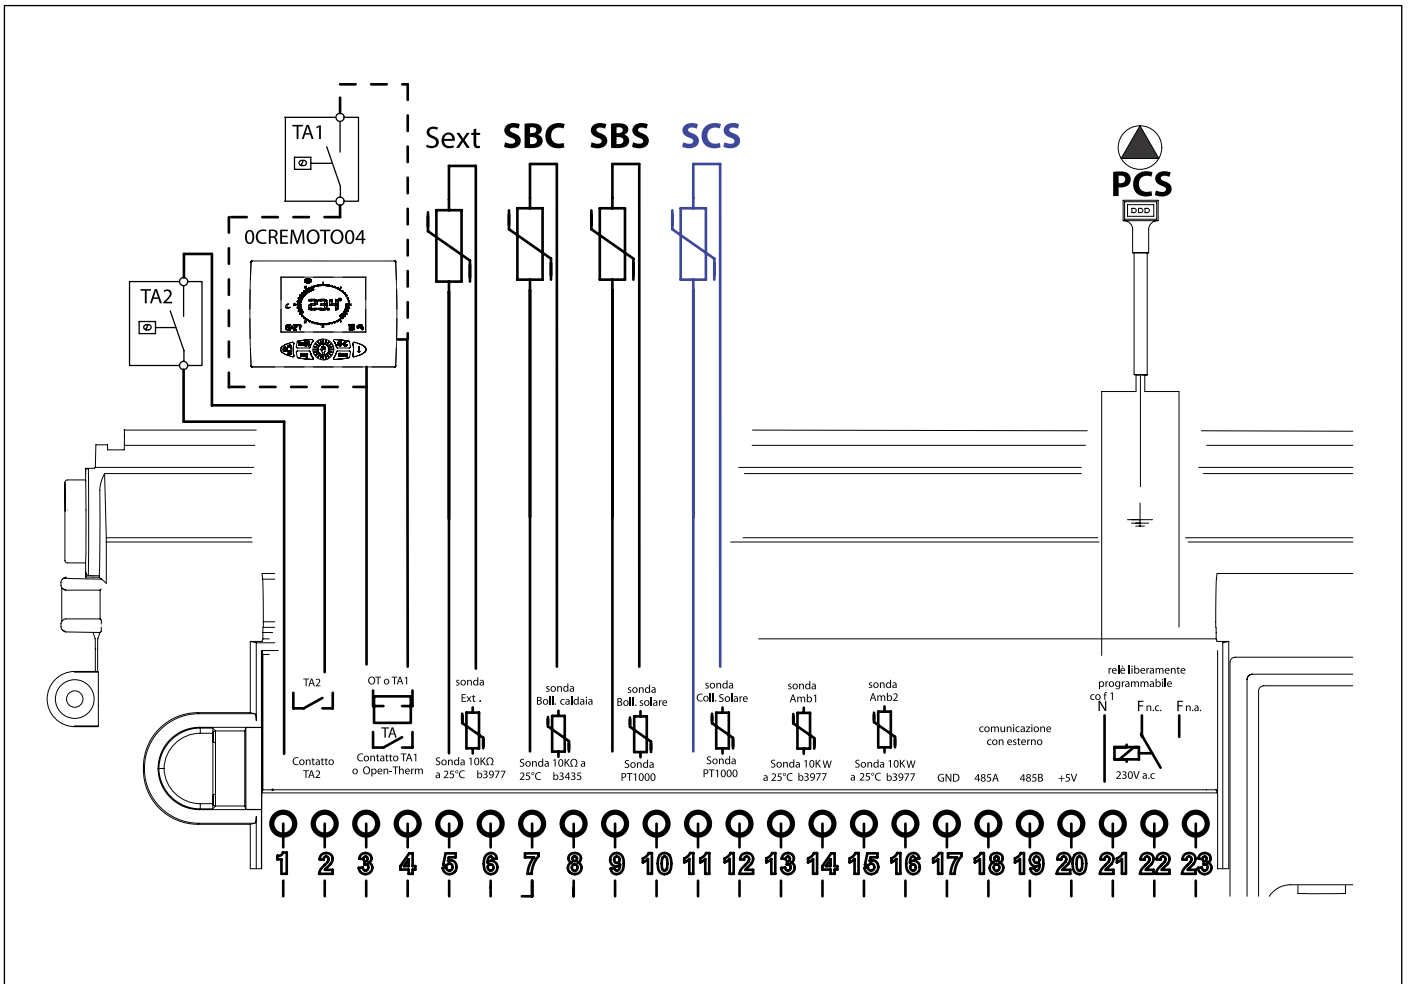 TA1
Sext SBC SBS SCS
PCS
0CREMOTO04
23.4°
TA2
TA2
Contatto
TA2
OT o TA1
TA
Contatto TA1
o Open-Therm
sonda
Ext .
Sonda 10KΩ
a 25°C b3977
sonda
Boll. caldaia
Sonda 10KΩ a
25°C b3435
sonda
Boll. solare
Sonda
PT1000
sonda
Coll. Solare
Sonda
PT1000
sonda
Amb1
Sonda 10KW
a 25°C b3977
sonda
Amb2
Sonda 10KW
a 25°C b3977
comunicazione
con esterno
GND 485A 485B +5V
relè liberamente
programmabile
co f 1
N F n.c. F n.a.
230V a.c
1 2 3 4 5 6 7 8 9 10 11 12 13 14 15 16 17 18 19 20 21 22 23